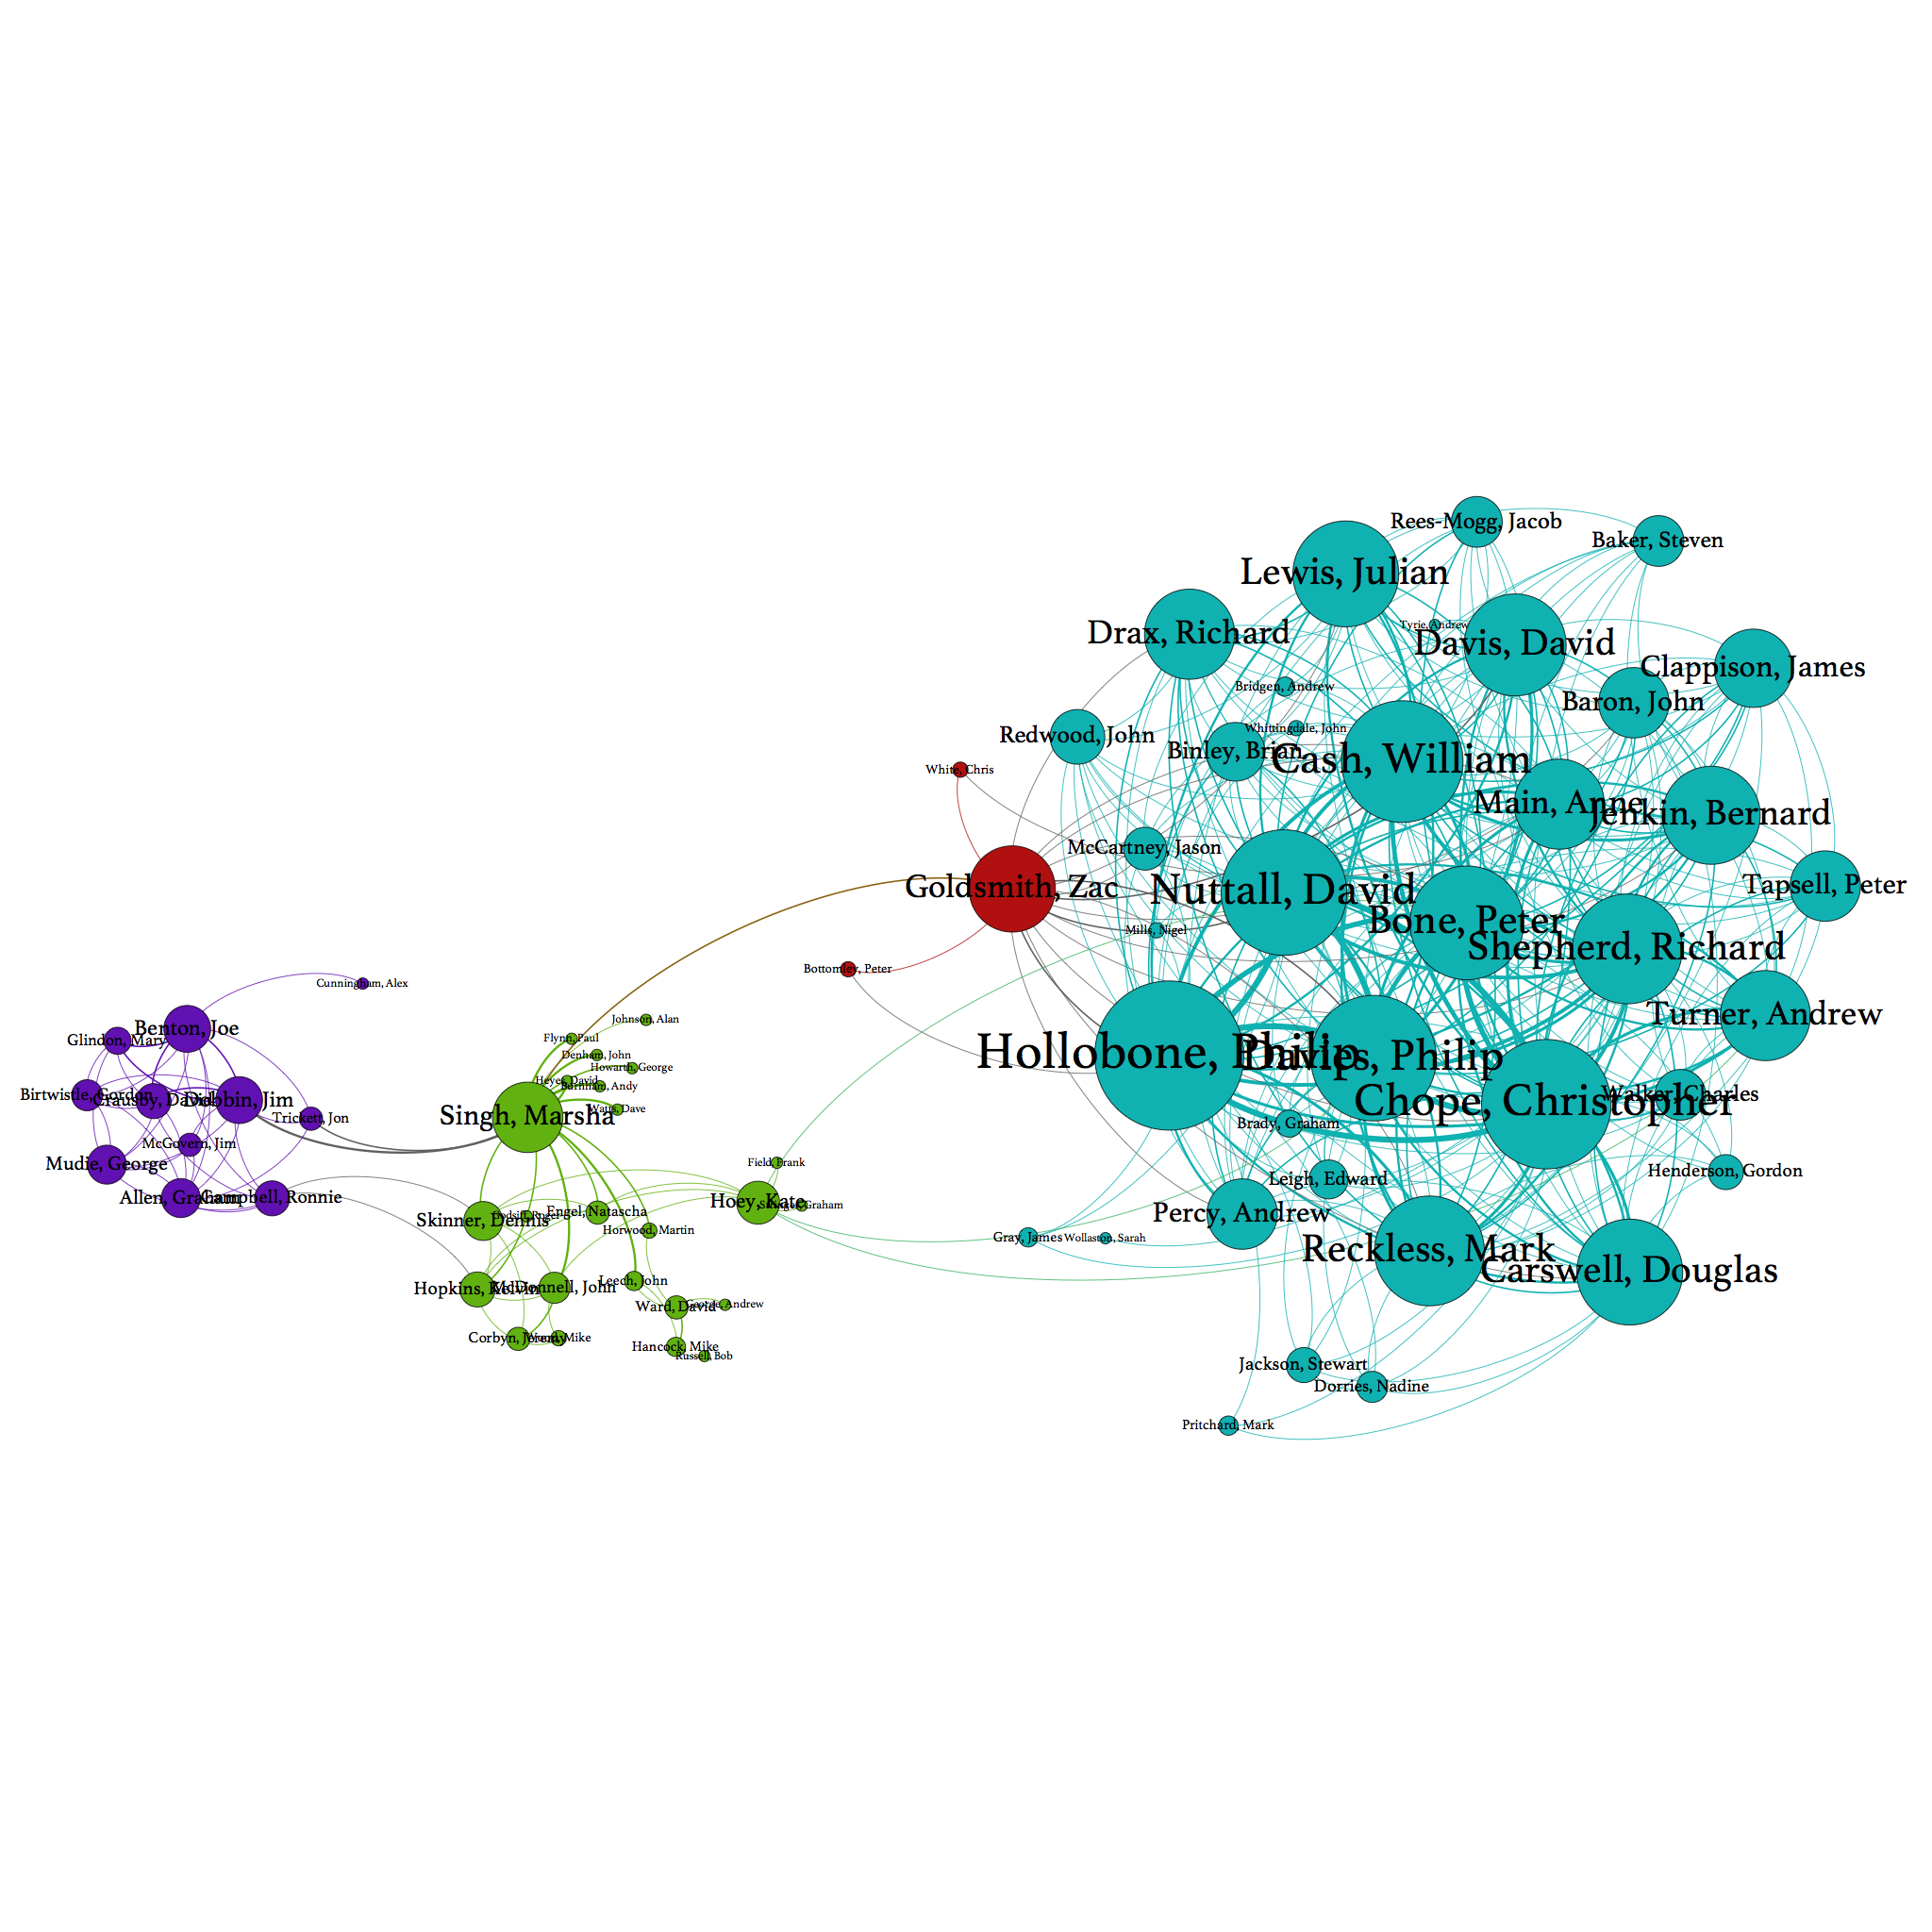 Rees-Mogg, Jacob
Baker, Steven
Lewis, Julian
Tyrie, Andrew
Drax, Richard
Davis, David
Clappison, James
Bridgen, Andrew
Baron, John
Whittingdale, John
Redwood, John
Binley, Brian
Cash, William
White, Chris
Main, Anne
Jenkin, Bernard
McCartney, Jason
Goldsmith, Zac
Nuttall, David
Tapsell, Peter
Bone, Peter
Mills, Nigel
Shepherd, Richard
Bottomley, Peter
Cunningham, Alex
Turner, Andrew
Johnson, Alan
Benton, Joe
Flynn, Paul
Glindon, Mary
Hollobone, Philip
Davies, Philip
Denham, John
Howarth, George
Heyes, David
Burnham, Andy
Birtwistle, Gordon
Crausby, David
Dobbin, Jim
Walker, Charles
Chope, Christopher
Watts, Dave
Singh, Marsha
Trickett, Jon
Brady, Graham
McGovern, Jim
Field, Frank
Mudie, George
Henderson, Gordon
Leigh, Edward
Allen, Graham
Campbell, Ronnie
Hoey, Kate
Graham
Engel, Natascha
Percy, Andrew
Skinner, Dennis
Horwood, Martin
Gray, James
Wollaston, Sarah
Reckless, Mark
Carswell, Douglas
Leech, John
Hopkins, Kelvin
McDonnell, John
George, Andrew
Ward, David
Corbyn, Jeremy
Mike
Hancock, Mike
Russell, Bob
Jackson, Stewart
Dorries, Nadine
Pritchard, Mark